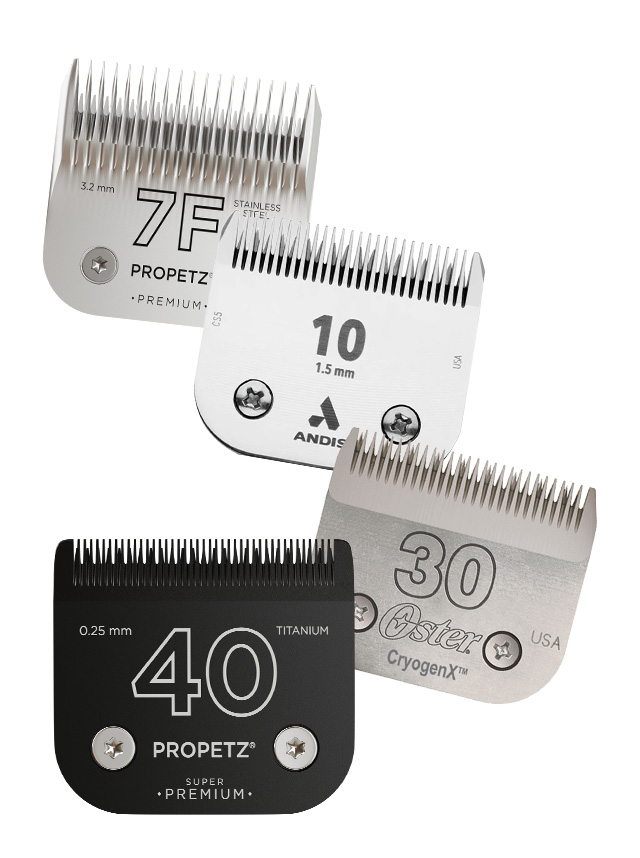 3.2 mm
7F
STAINLESS
STEEL
PROPETZ®
·PREMIUM·
CS5
10
1.5 mm
USA
ANDIS
30
Oster
USA
CryogenX™
0.25 mm
40
TITANIUM
PROPETZ®
SUPER
·PREMIUM·